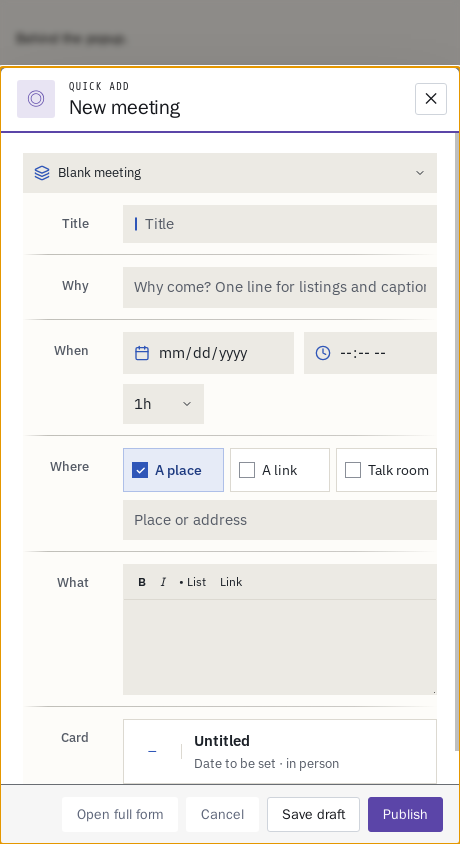 Behind the popup.
QUICK ADD
New meeting
Blank meeting
Title
Title
Why
Why come? One line for listings and caption
When
mm/dd/yyyy
--:-- --
1h
Where
A place
A link
Talk room
Place or address
What
B I • List Link
Card
–
Untitled
Date to be set · in person
Open full form
Cancel
Save draft
Publish